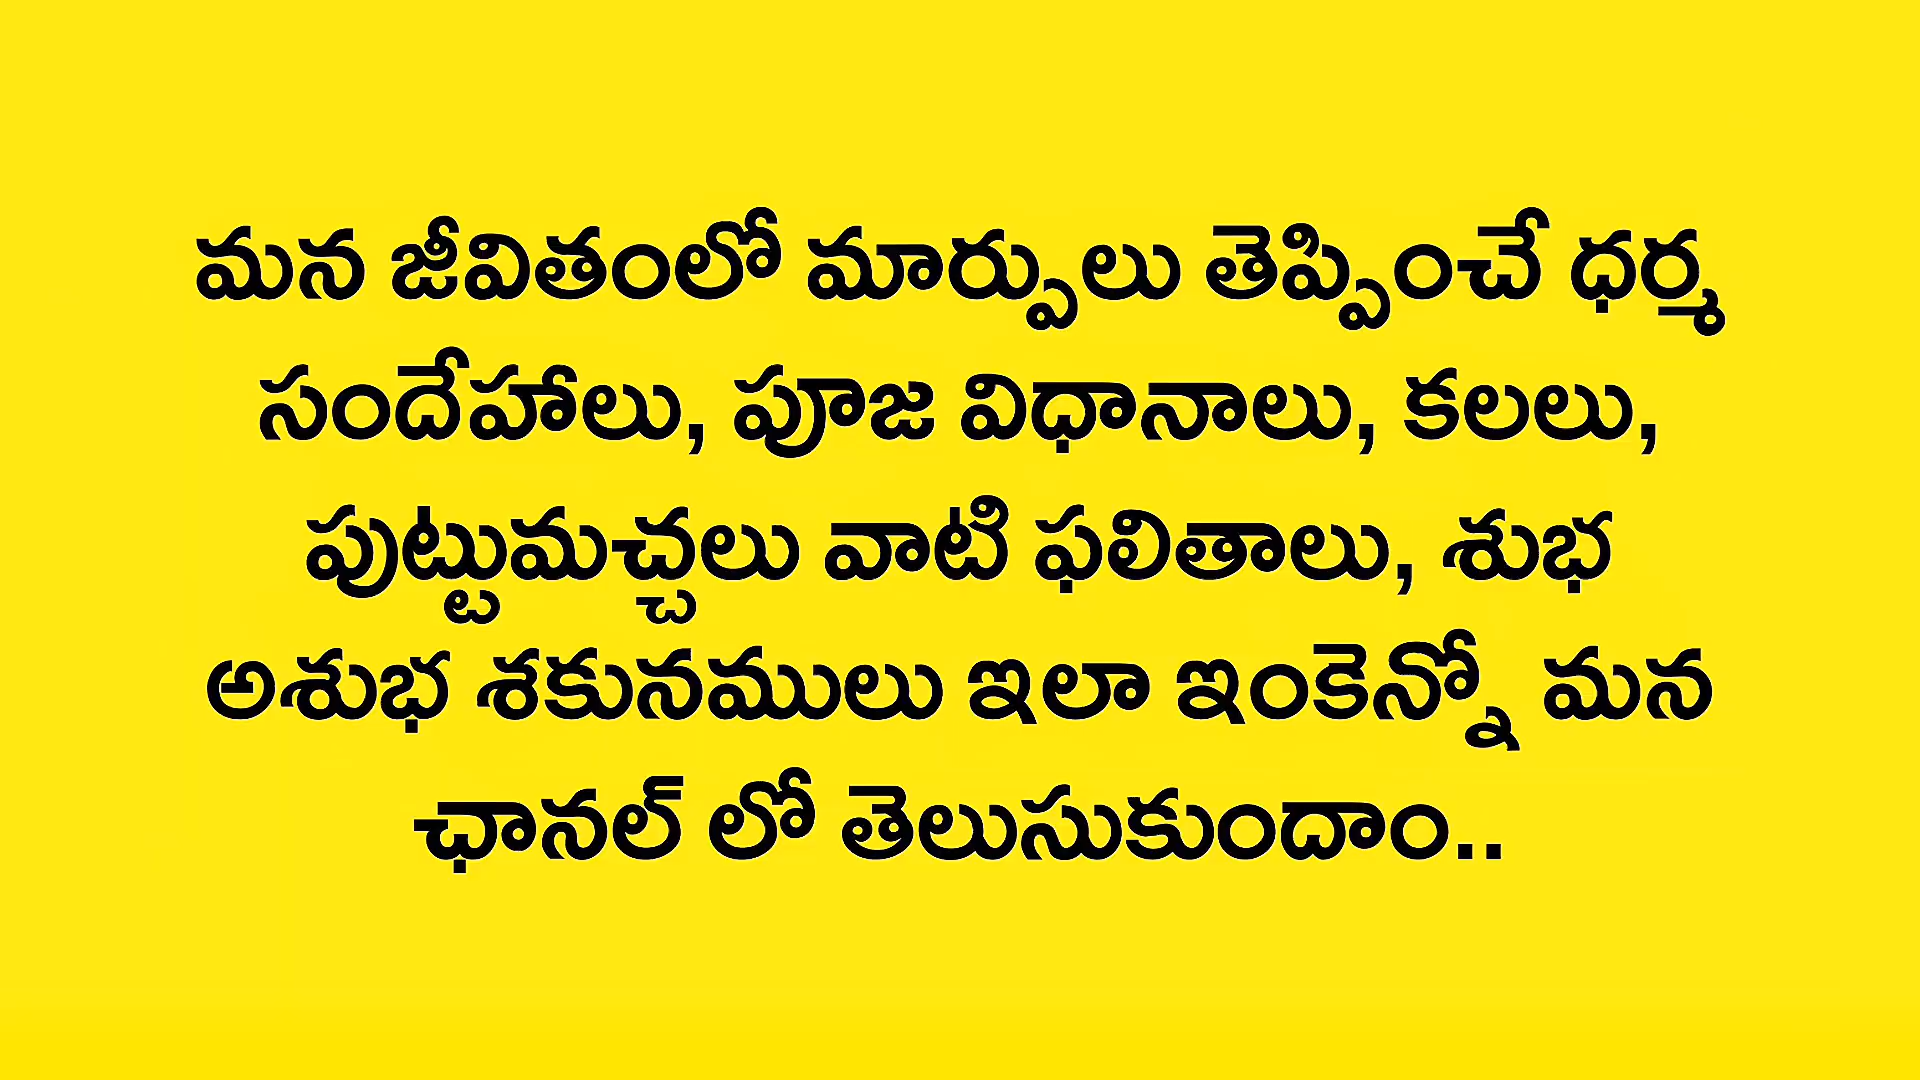 మన జీవితంలో మార్పులు తెప్పించే ధర్మ
సందేహాలు, పూజ విధానాలు, కలలు,
పుట్టుమచ్చలు వాటి ఫలితాలు, శుభ
అశుభ శకునములు ఇలా ఇంకెన్నో మన
ఛానల్ లో తెలుసుకుందాం..